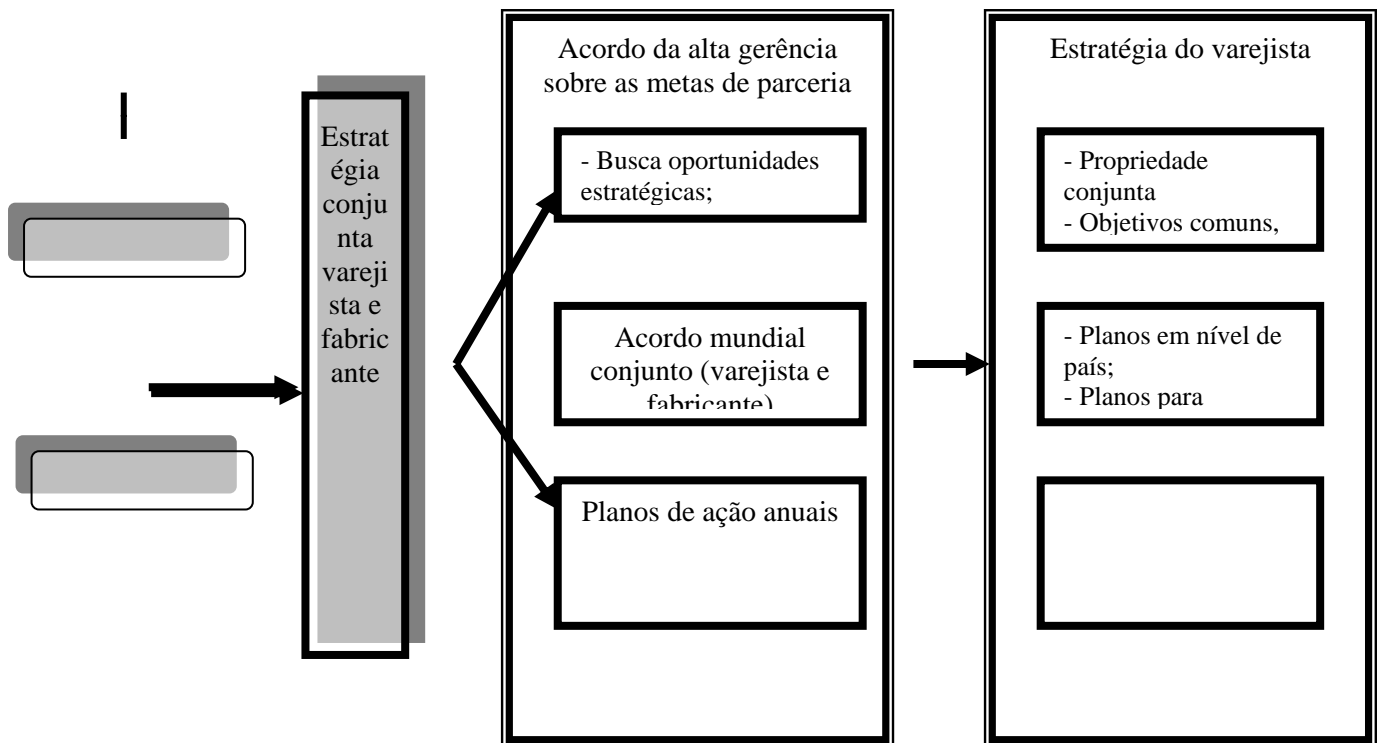 Estrat
égia
conju
nta
vareji
sta e
fabric
ante
Acordo da alta gerência
sobre as metas de parceria
- Busca oportunidades
estratégicas;
Acordo mundial
conjunto (varejista e
fabricante)
Planos de ação anuais
Estratégia do varejista
- Propriedade
conjunta
- Objetivos comuns,
- Planos em nível de
país;
- Planos para